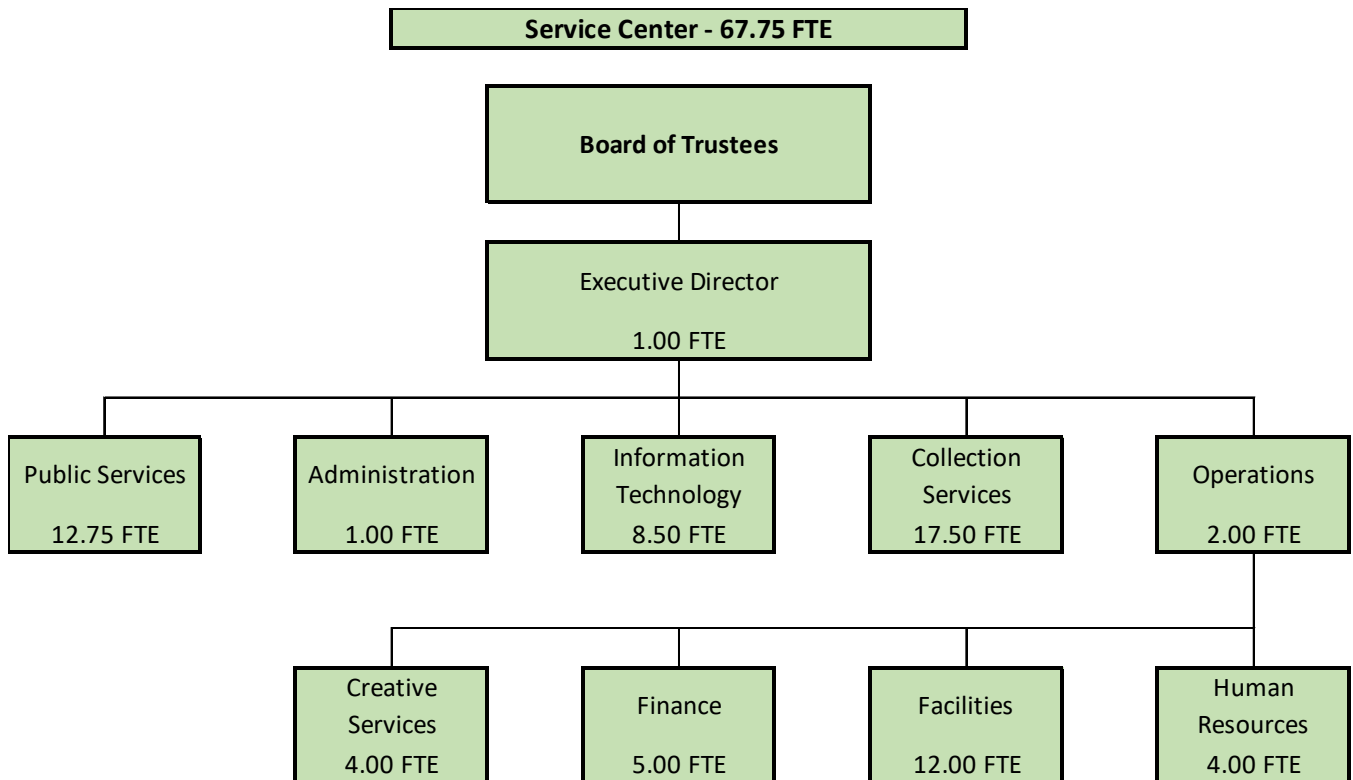 Service Center - 67.75 FTE
Board of Trustees
Executive Director
1.00 FTE
Public Services
12.75 FTE
Administration
1.00 FTE
Information
Technology
8.50 FTE
Collection
Services
17.50 FTE
Operations
2.00 FTE
Creative
Services
4.00 FTE
Finance
5.00 FTE
Facilities
12.00 FTE
Human
Resources
4.00 FTE